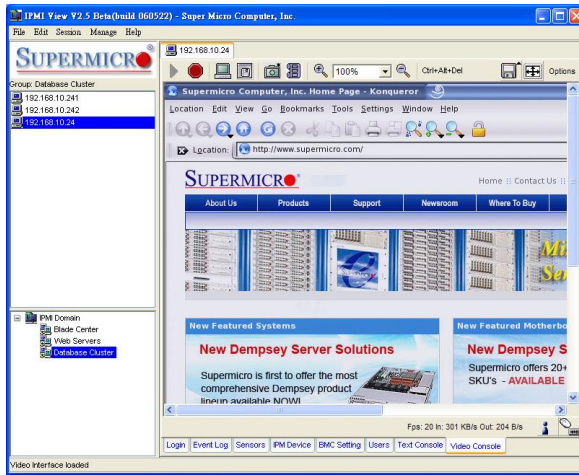 IPMI View V2.5 Beta(build 060522) - Super Micro Computer, Inc.
File Edit Session Manage Help
SUPERMICRO
192.168.10.24
100%
Ctrl+Alt+Del
Options
Group: Database Cluster
192.168.10.241
192.168.10.242
192.168.10.24
Supermicro Computer, Inc. Home Page - Konqueror
Location Edit View Go Bookmarks Tools Settings Window Help
Location: http://www.supermicro.com/
SUPERMICRO
Home :: Contact Us ::
About Us Products Support Newsroom Where To Buy
New Featured Systems
New Featured Motherbo
New Dempsey Server Solutions
New Dempsey S
Supermicro is first to offer the most
comprehensive Dempsey product
lineup available NOW!
Supermicro offers 20+
SKU's - AVAILABLE
IPMI Domain
Blade Center
Web Servers
Database Cluster
Fps: 20 In: 301 KB/s Out: 204 B/s
Login Event Log Sensors IPMI Device BMC Setting Users Text Console Video Console
Video Interface loaded